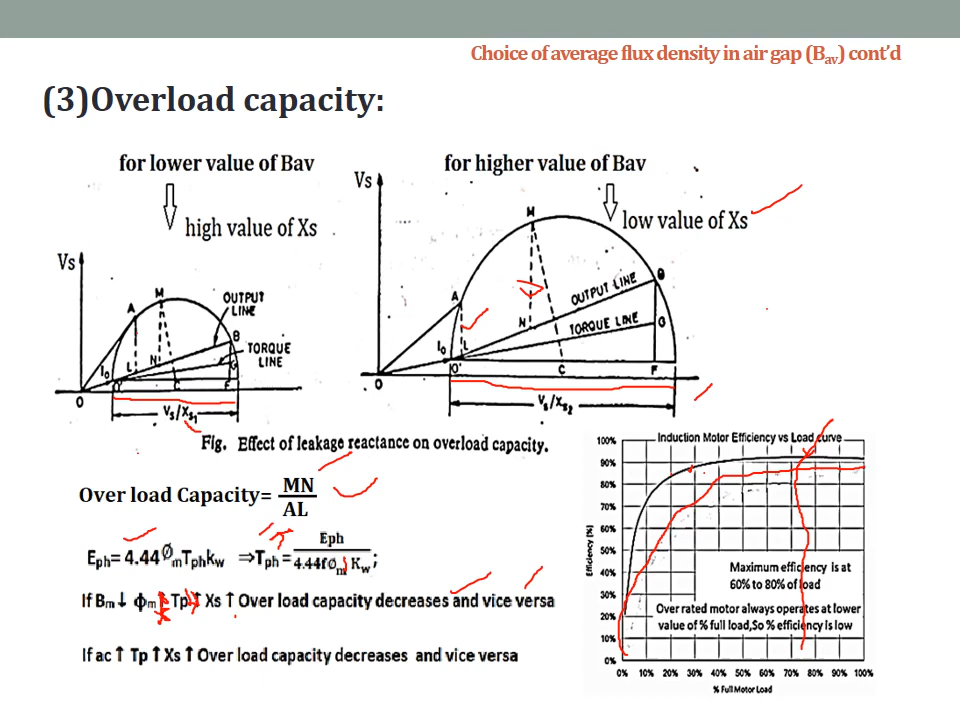 Choice of average flux density in air gap (Bav) cont'd
(3)Overload capacity:
for lower value of Bav
high value of Xs
Vs
A
M
OUTPUT
LINE
B
TORQUE
LINE
I₀
L
N
G
O
O'
C
F
Vs/Xs₁
for higher value of Bav
low value of Xs
Vs
M
A
OUTPUT LINE
B
N
TORQUE LINE
G
I₀
L
O'
C
F
O
Vs/Xs₂
Fig. Effect of leakage reactance on overload capacity.
Over load Capacity= MN
AL
Eph= 4.44ØmTphkw ⇒Tph= Eph
4.44fØm Kw ;
If Bm↓ ϕm Tp Xs ↑ Over load capacity decreases and vice versa
If ac ↑ Tp ↑ Xs ↑ Over load capacity decreases and vice versa
Induction Motor Efficiency vs Load curve
100%
90%
80%
70%
60%
50%
40%
30%
20%
10%
0%
Efficiency (%)
Maximum efficiency is at
60% to 80% of load
Over rated motor always operates at lower
value of % full load,So % efficiency is low
0% 10% 20% 30% 40% 50% 60% 70% 80% 90% 100%
% Full Motor Load